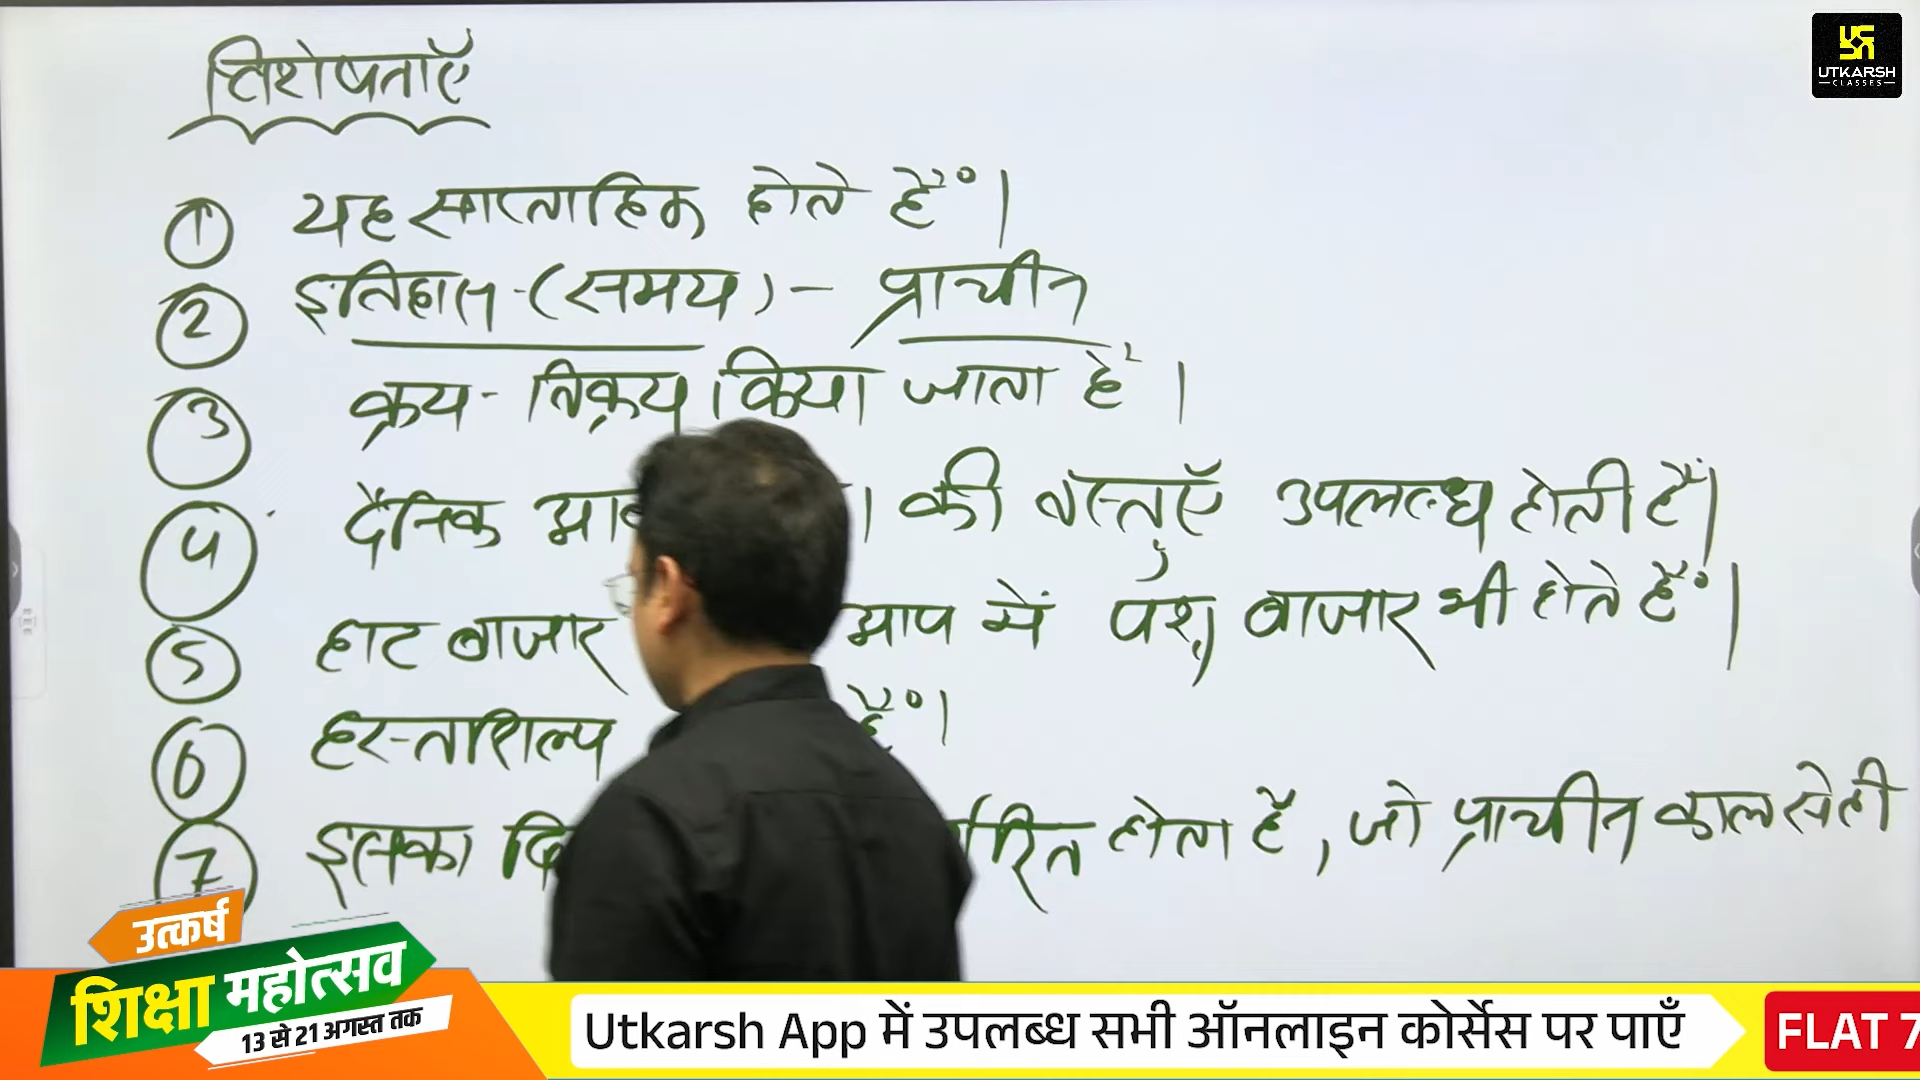 विशेषताएँ
① यह साप्ताहिक होते हैं।
② इतिहास - (समय) - प्राचीन
③ क्रय - विक्रय किया जाता है।
④ दैनिक की वस्तुएँ उपलब्ध होती हैं।
⑤ हाट बाजार आप में पशु बाजार भी होते हैं।
⑥ हस्तशिल्प हैं।
⑦ इसका होता है, जो प्राचीन काल से ही
UTKARSH
CLASSES
उत्कर्ष
शिक्षा महोत्सव
13 से 21 अगस्त तक
Utkarsh App में उपलब्ध सभी ऑनलाइन कोर्सेस पर पाएँ
FLAT 7